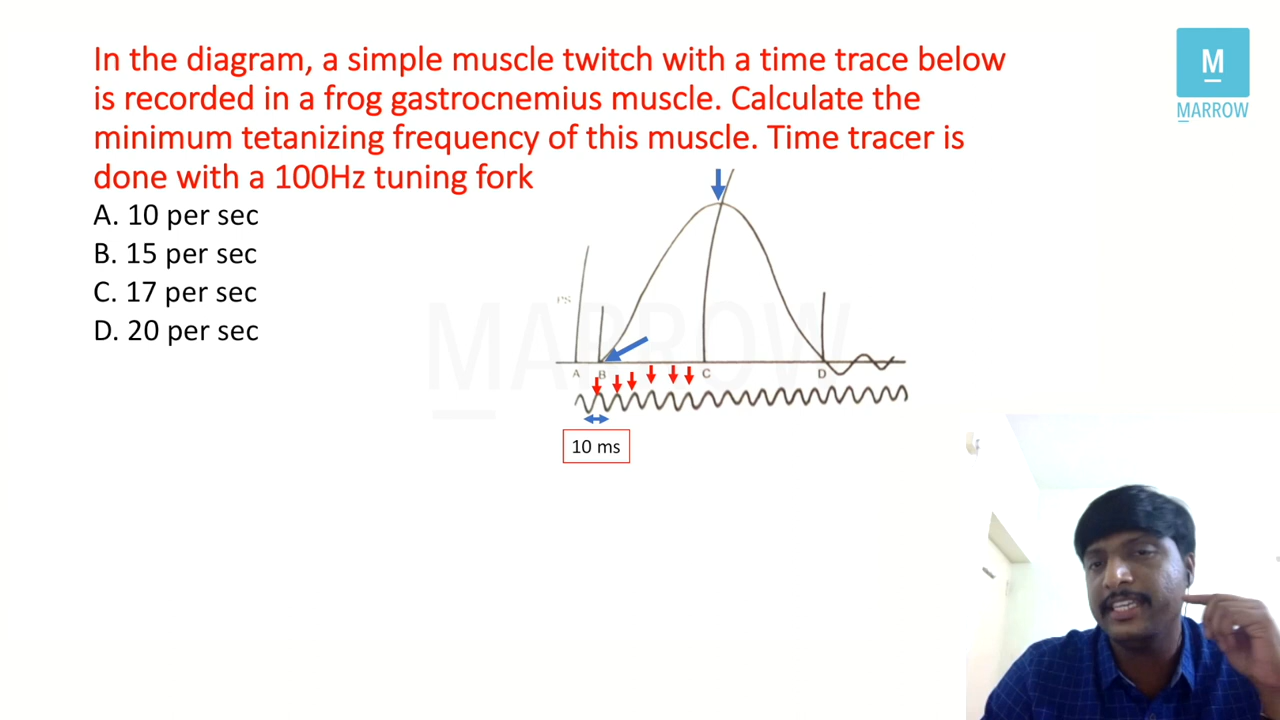 In the diagram, a simple muscle twitch with a time trace below
is recorded in a frog gastrocnemius muscle. Calculate the
minimum tetanizing frequency of this muscle. Time tracer is
done with a 100Hz tuning fork
A. 10 per sec
B. 15 per sec
C. 17 per sec
D. 20 per sec
M
MARROW
PS
MARROW
A B C D
10 ms